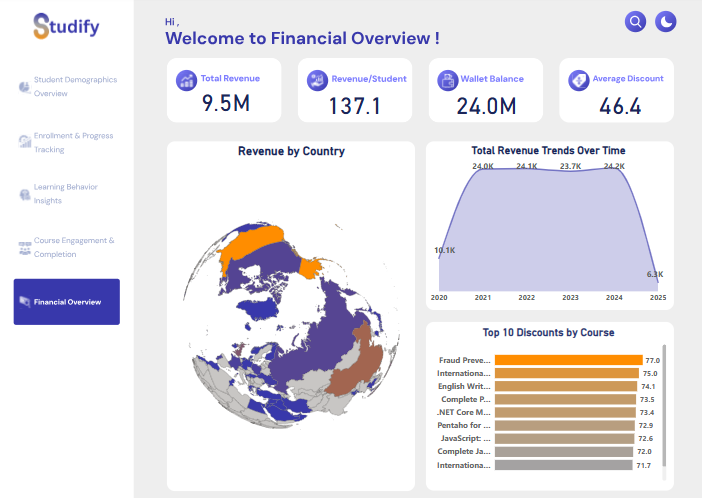 Studify
Student Demographics
Overview
Enrollment & Progress
Tracking
Learning Behavior
Insights
Course Engagement &
Completion
Financial Overview
Hi ,
Welcome to Financial Overview !
Total Revenue
9.5M
Revenue/Student
137.1
Wallet Balance
24.0M
Average Discount
46.4
Revenue by Country
Total Revenue Trends Over Time
24.0K 24.1K 23.7K 24.2K
10.1K
6.3K
2020 2021 2022 2023 2024 2025
Top 10 Discounts by Course
Fraud Preve... 77.0
Internationa... 75.0
English Writ... 74.1
Complete P... 73.5
.NET Core M... 73.4
Pentaho for ... 72.9
JavaScript: ... 72.6
Complete Ja... 72.0
Internationa... 71.7